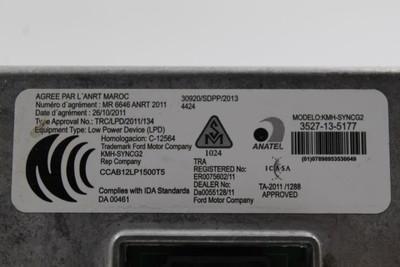 AGREE PAR L'ANRT MAROC
Numéro d'agrément : MR 6646 ANRT 2011
Date d'agrément : 26/10/2011
Type Approval No.: TRC/LPD/2011/134
Equipment Type: Low Power Device (LPD)
Homologacion: C-12564
Trademark Ford Motor Company
KMH-SYNCG2
Rep Company
CCAB12LP1500T5
Complies with IDA Standards
DA 00461
30920/SDPP/2013
4424
1024
TRA
REGISTERED No:
ER0075602/11
DEALER No:
Da0055128/11
Ford Motor Company
ANATEL
MODELO:KMH-SYNCG2
3527-13-5177
(01)07898953530649
ICASA
TA-2011 /1288
APPROVED